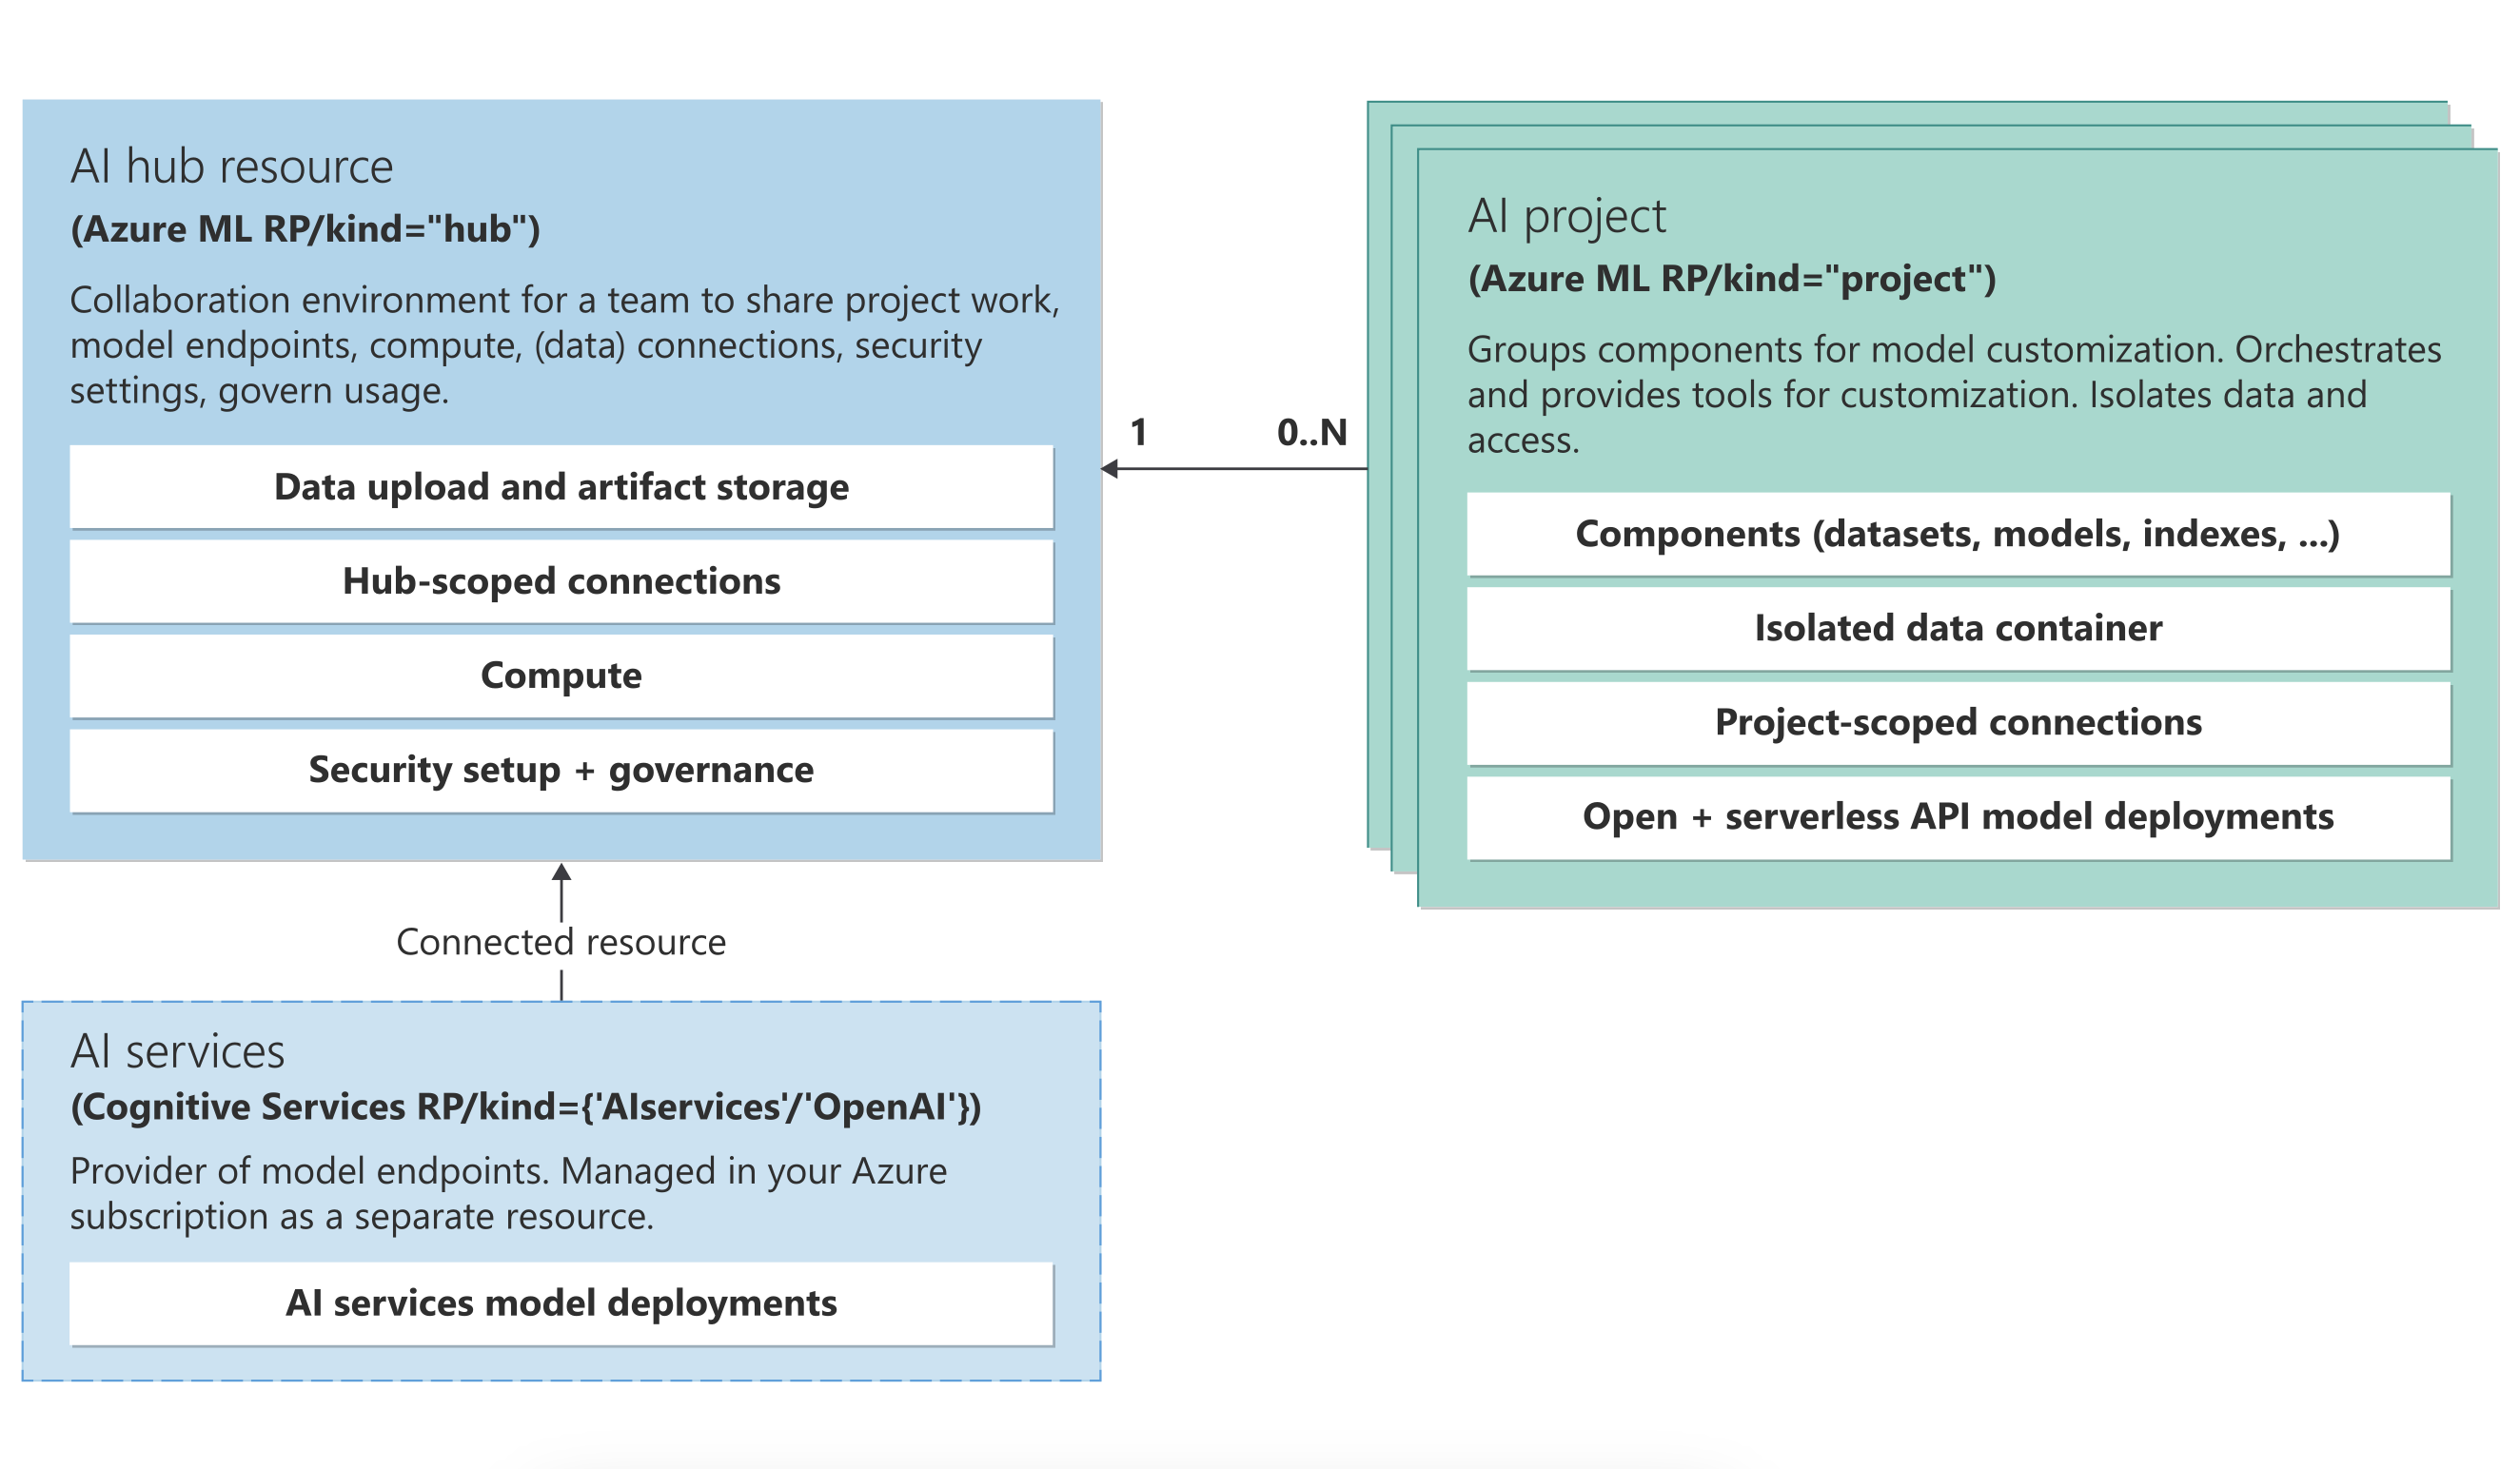 AI hub resource
(Azure ML RP/kind="hub")
Collaboration environment for a team to share project work,
model endpoints, compute, (data) connections, security
settings, govern usage.
Data upload and artifact storage
Hub-scoped connections
Compute
Security setup + governance
1
0..N
AI project
(Azure ML RP/kind="project")
Groups components for model customization. Orchestrates
and provides tools for customization. Isolates data and
access.
Components (datasets, models, indexes, ...)
Isolated data container
Project-scoped connections
Open + serverless API model deployments
Connected resource
AI services
(Cognitive Services RP/kind={'AIservices'/'OpenAI'})
Provider of model endpoints. Managed in your Azure
subscription as a separate resource.
AI services model deployments